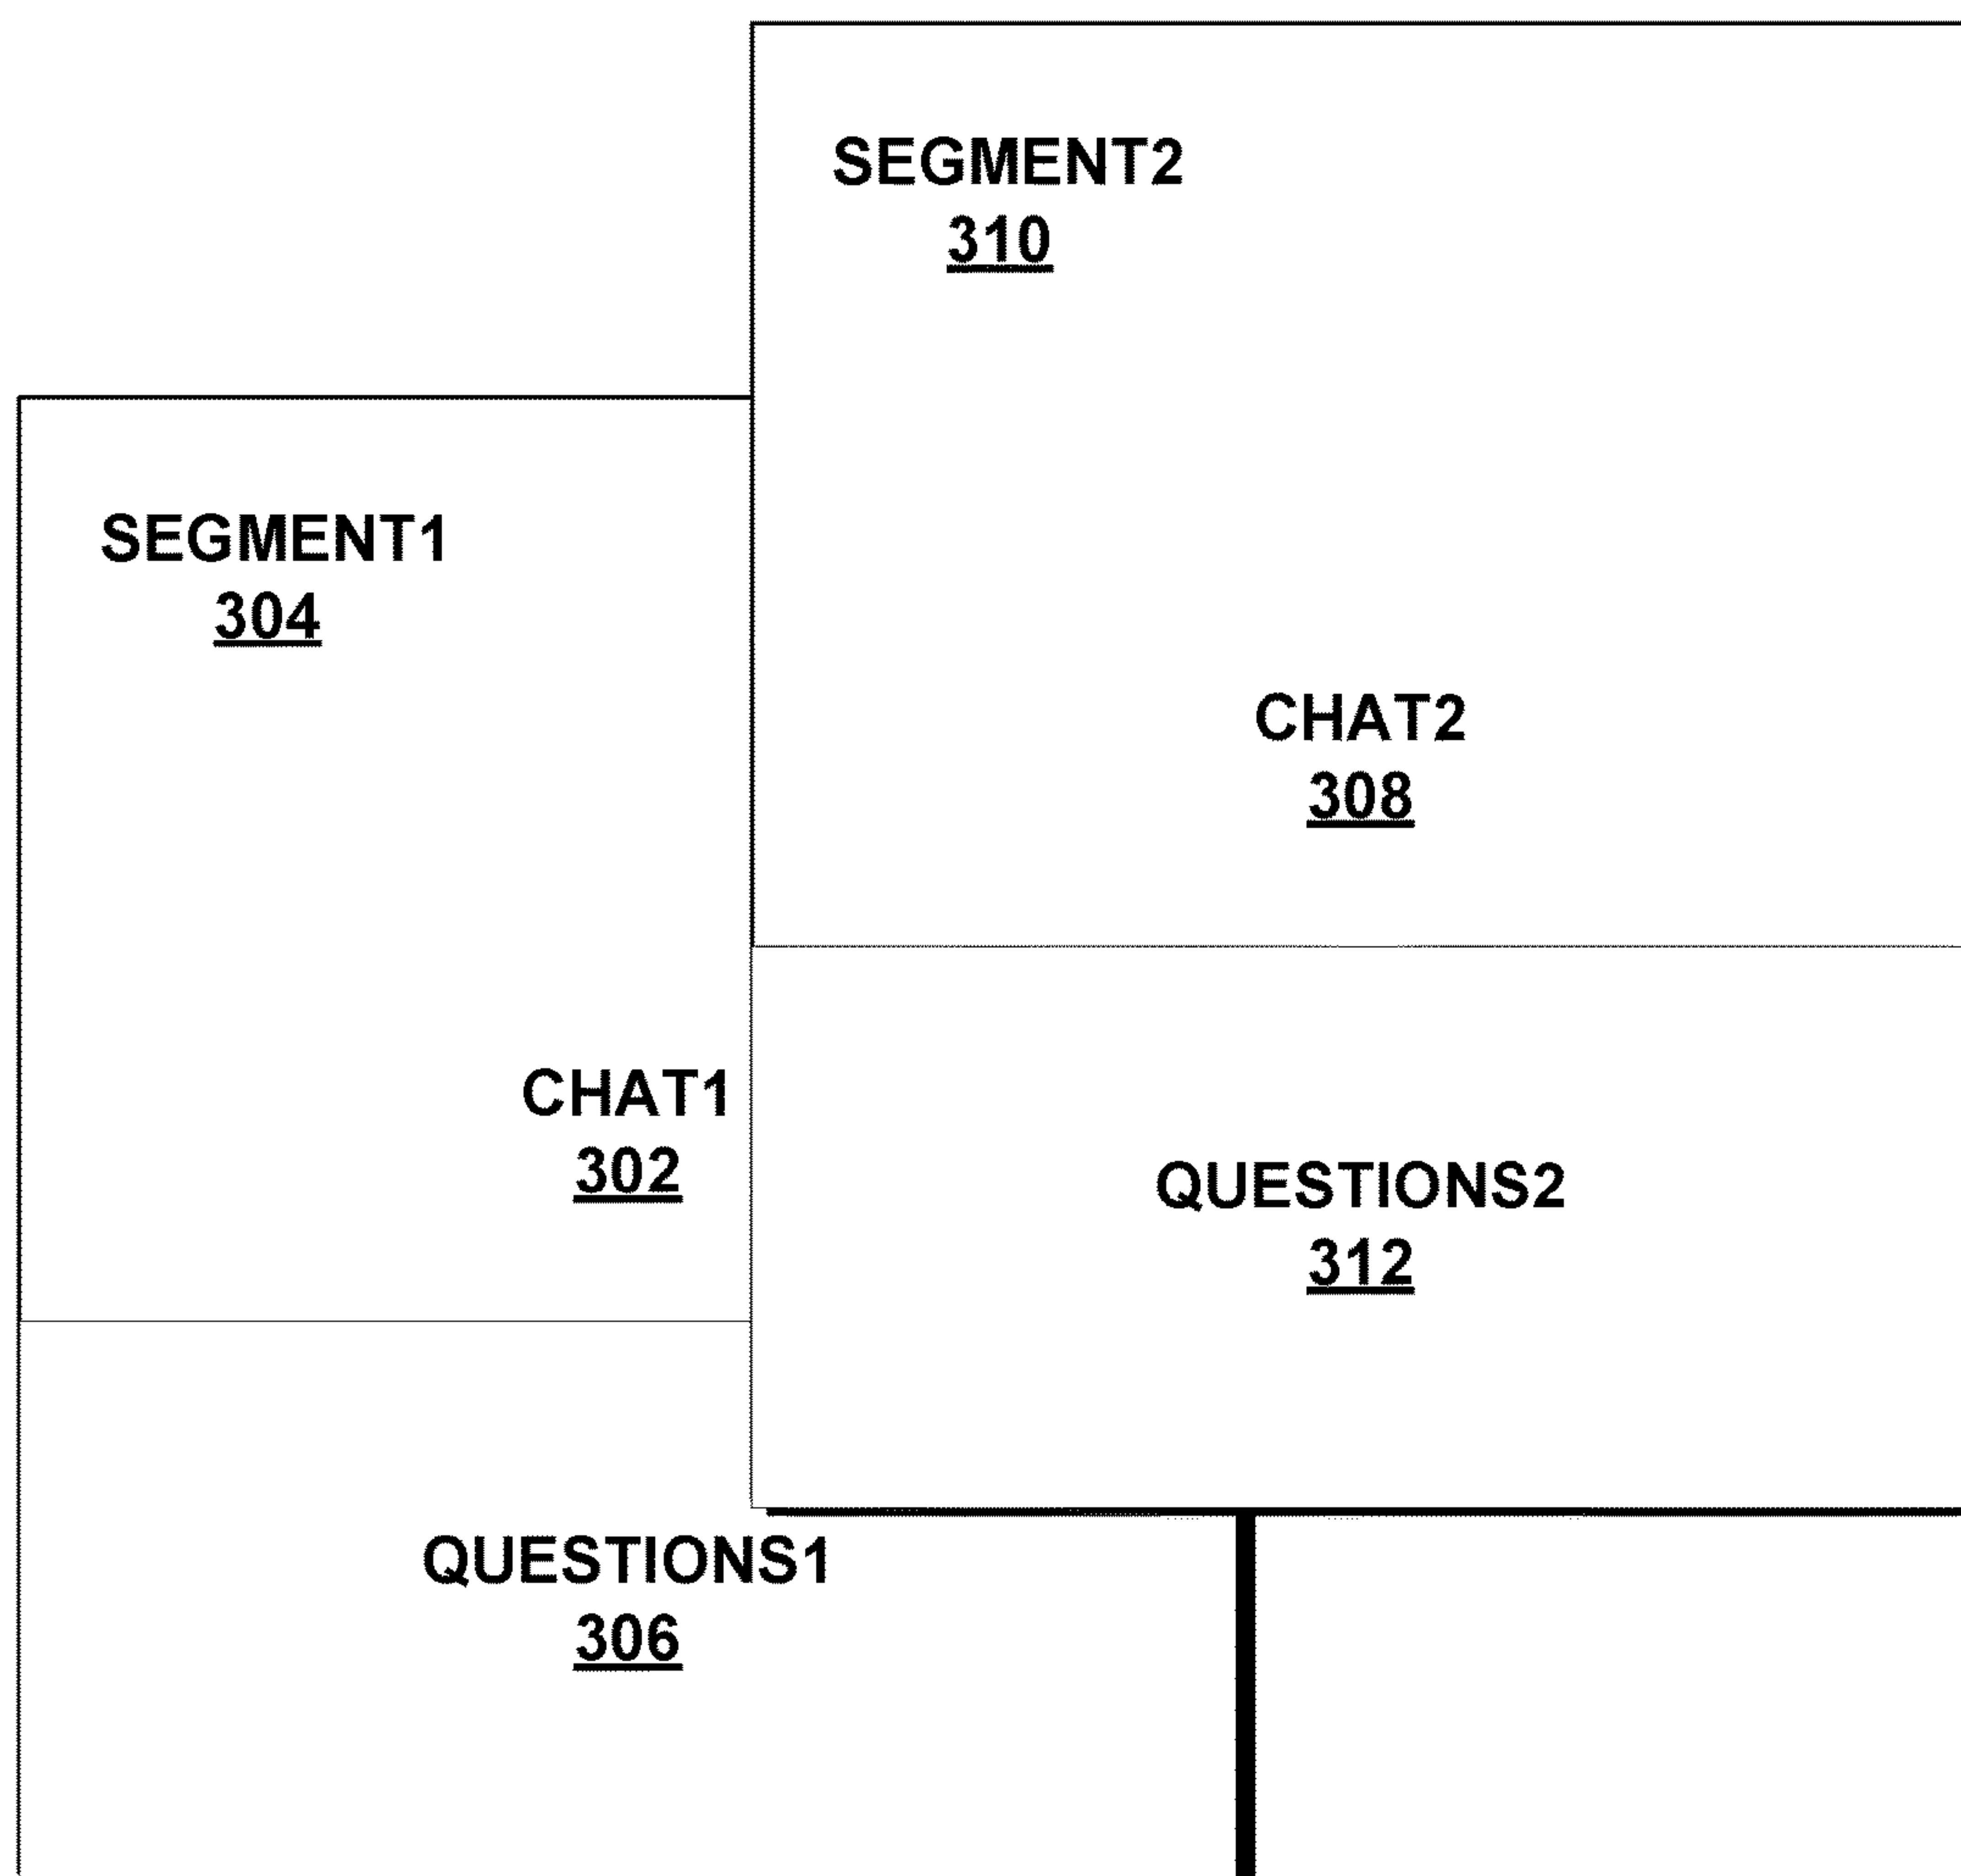 SEGMENT2
310
SEGMENT1
304
CHAT2
308
CHAT1
302
QUESTIONS2
312
QUESTIONS1
306